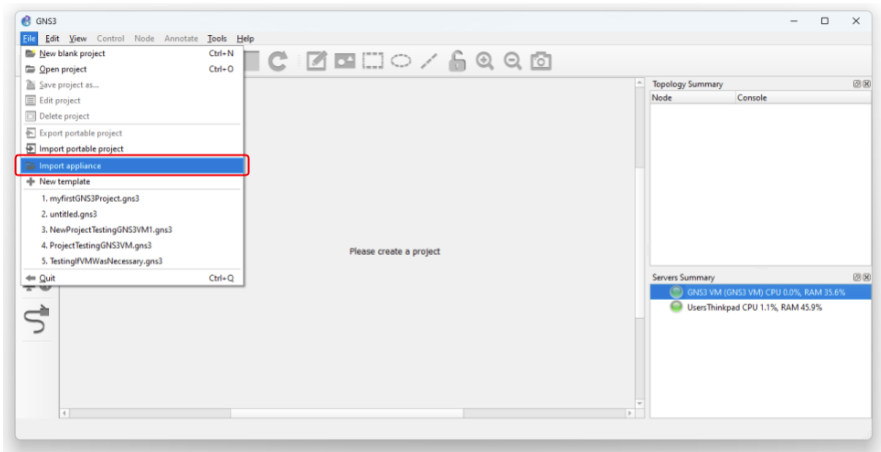 GNS3
File Edit View Control Node Annotate Tools Help
New blank project Ctrl+N
Open project Ctrl+O
Save project as...
Edit project
Delete project
Export portable project
Import portable project
Import appliance
New template
1. myfirstGNS3Project.gns3
2. untitled.gns3
3. NewProjectTestingGNS3VM1.gns3
4. ProjectTestingGNS3VM.gns3
5. TestingIfVMWasNecessary.gns3
Quit Ctrl+Q
Please create a project
Topology Summary
Node Console
Servers Summary
GNS3 VM (GNS3 VM) CPU 0.0%, RAM 35.6%
UsersThinkpad CPU 1.1%, RAM 45.9%